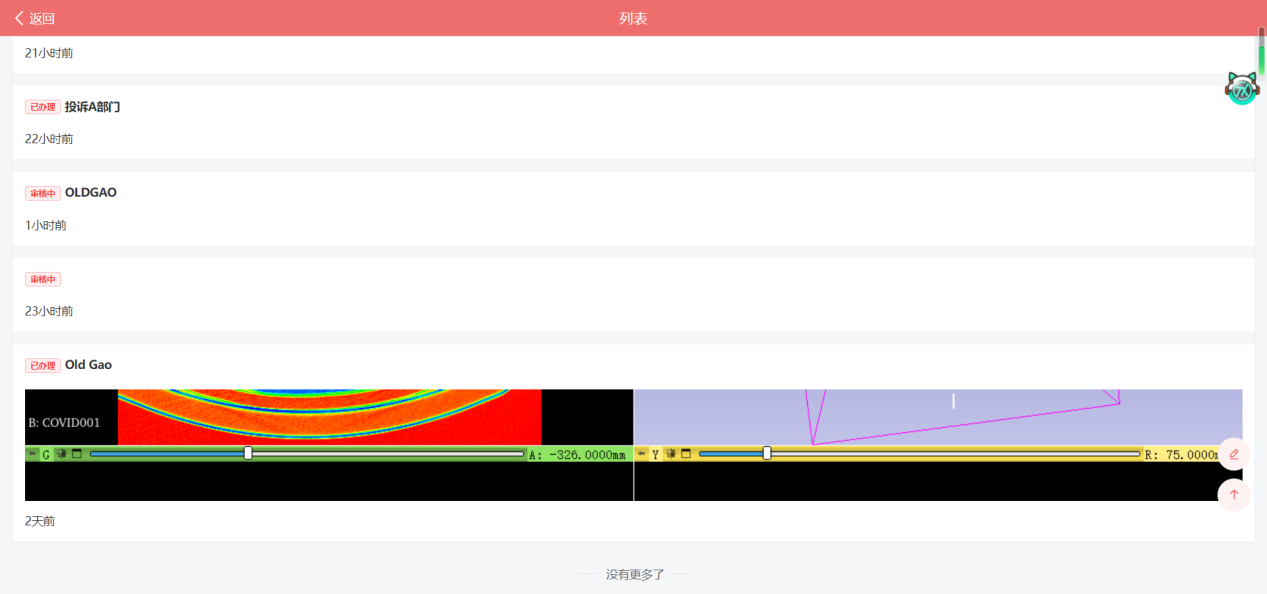 返回
列表
21小时前
已办理 投诉A部门
22小时前
审核中 OLDGAO
1小时前
审核中
23小时前
已办理 Old Gao
B: COVID001
G
A: -326.0000mm
Y
R: 75.0000
2天前
没有更多了